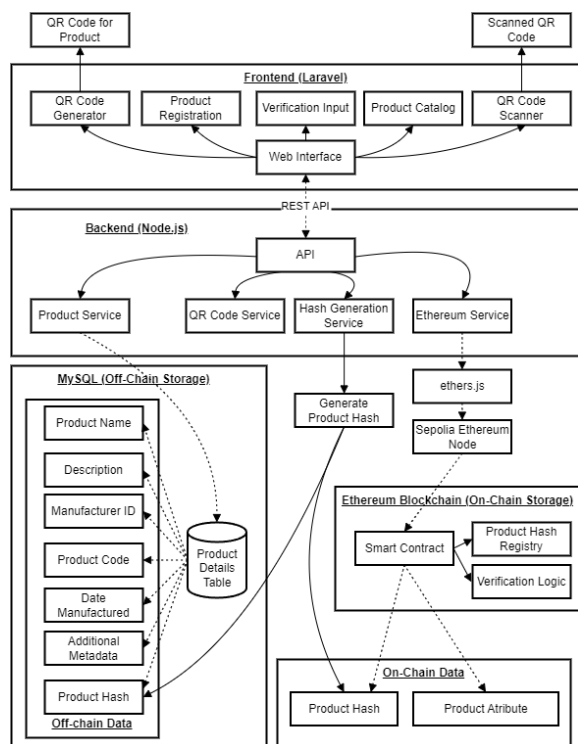 QR Code for
Product
Scanned QR
Code
Frontend (Laravel)
QR Code
Generator
Product
Registration
Verification Input
Product Catalog
QR Code
Scanner
Web Interface
REST API
Backend (Node.js)
API
Product Service
QR Code Service
Hash Generation
Service
Ethereum Service
MySQL (Off-Chain Storage)
ethers.js
Generate
Product Hash
Sepolia Ethereum
Node
Product Name
Description
Manufacturer ID
Product Code
Date
Manufactured
Additional
Metadata
Product Hash
Off-chain Data
Product
Details
Table
Ethereum Blockchain (On-Chain Storage)
Smart Contract
Product Hash
Registry
Verification Logic
On-Chain Data
Product Hash
Product Atribute